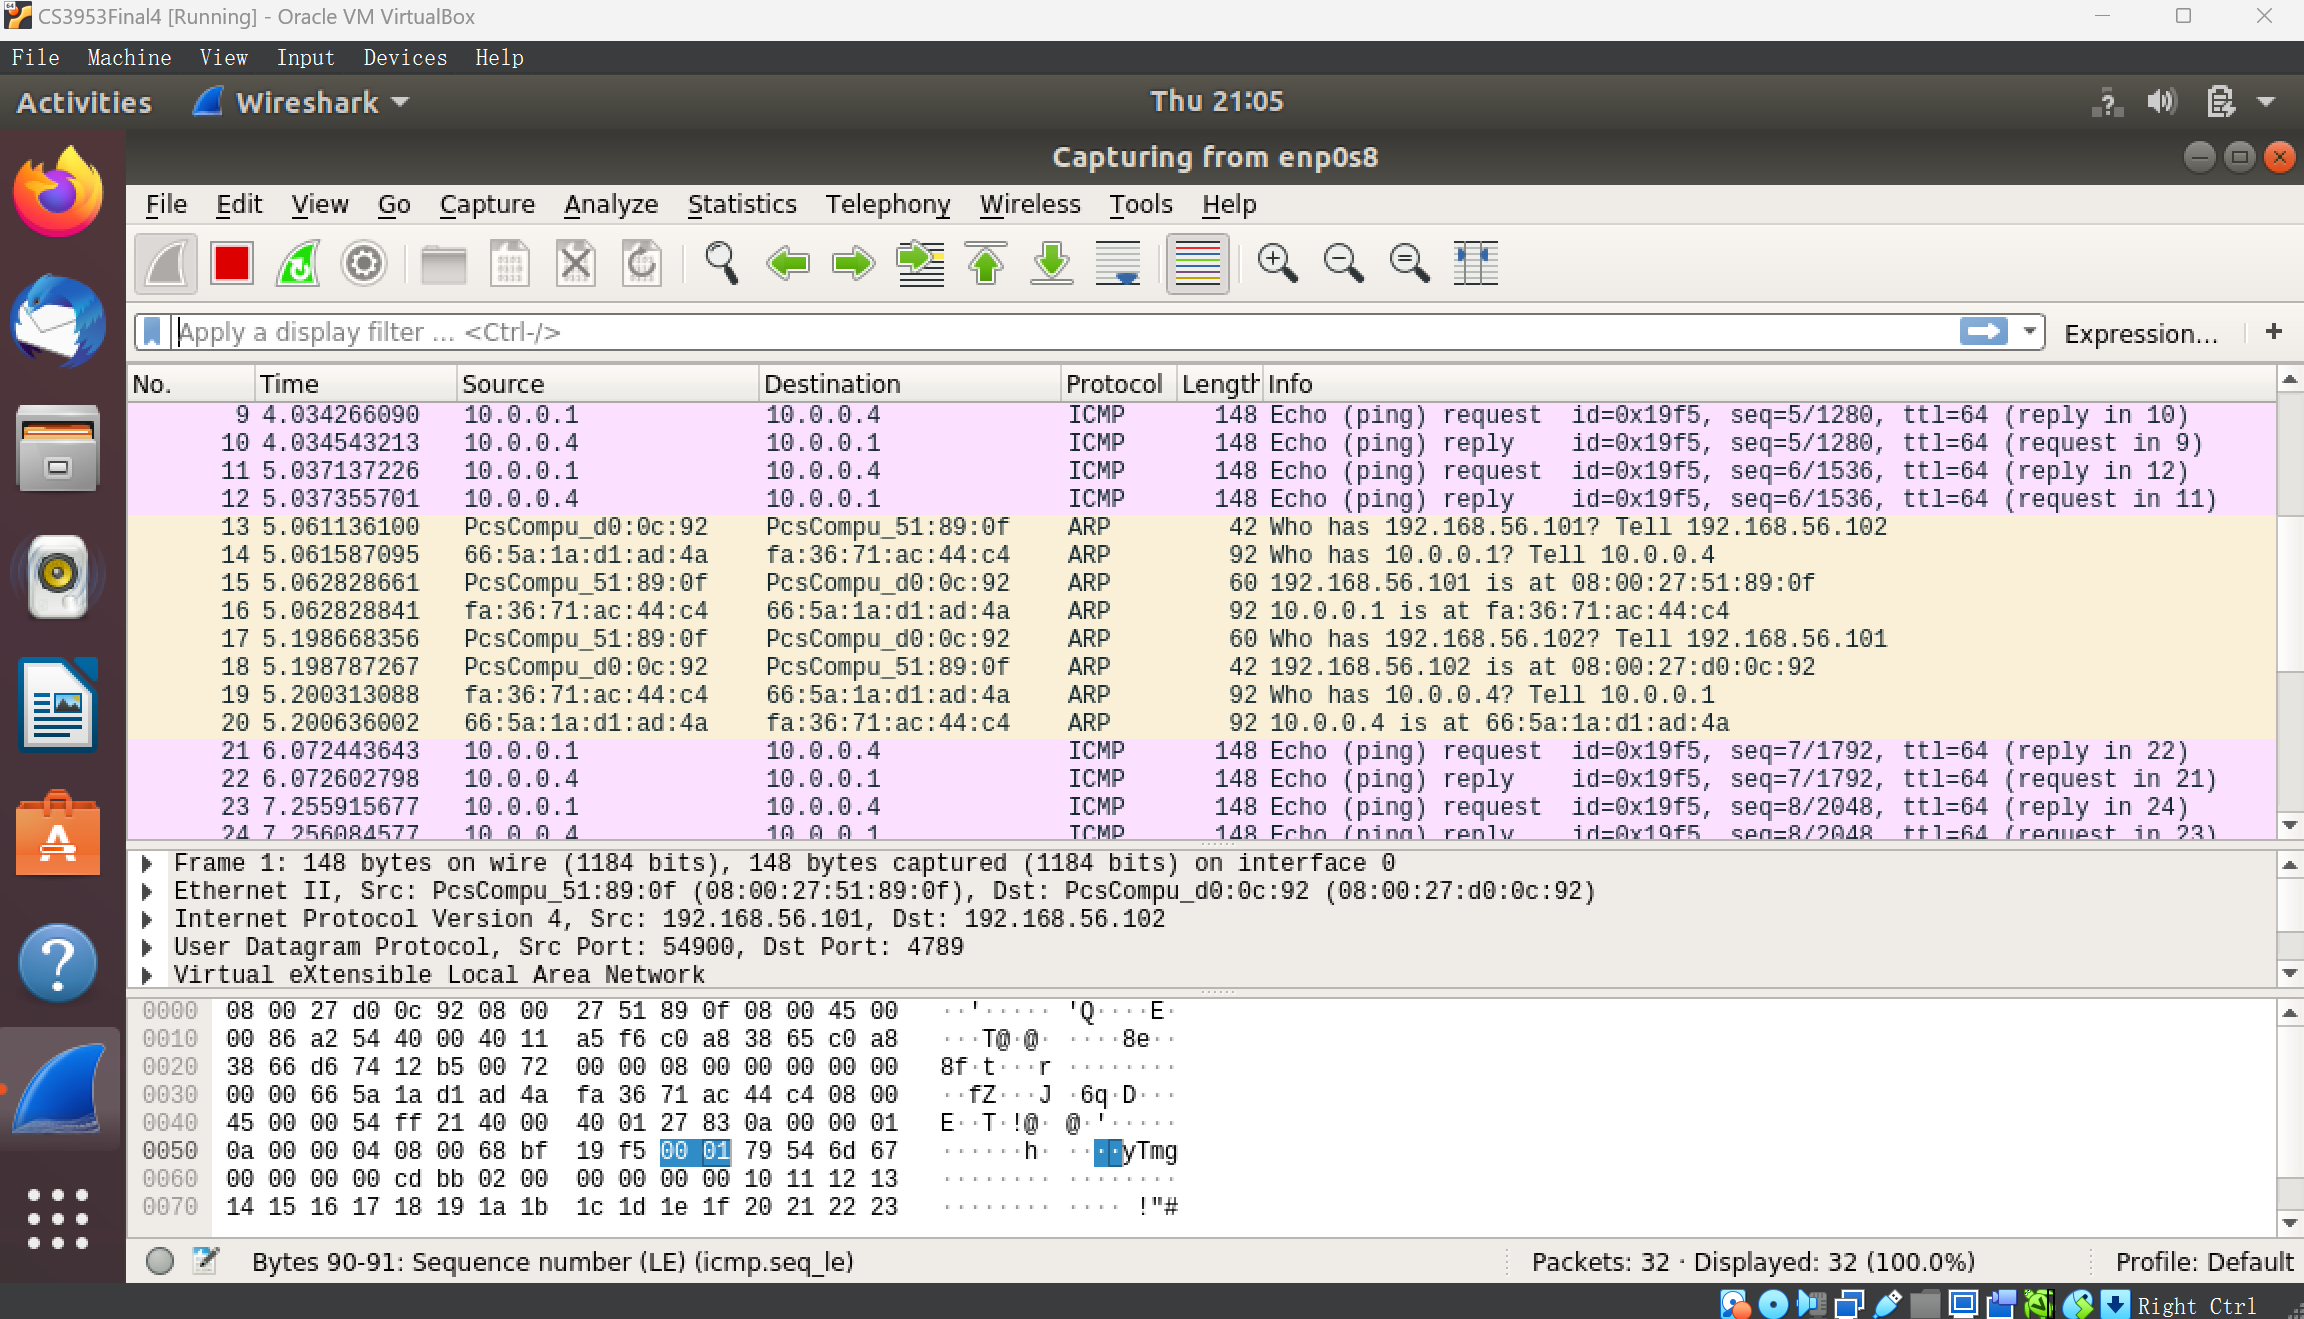 CS3953Final4 [Running] - Oracle VM VirtualBox
File Machine View Input Devices Help
Activities Wireshark Thu 21:05
Capturing from enp0s8
File Edit View Go Capture Analyze Statistics Telephony Wireless Tools Help
Apply a display filter ... <Ctrl-/> Expression... +
No. Time Source Destination Protocol Length Info
9 4.034266090 10.0.0.1 10.0.0.4 ICMP 148 Echo (ping) request id=0x19f5, seq=5/1280, ttl=64 (reply in 10)
10 4.034543213 10.0.0.4 10.0.0.1 ICMP 148 Echo (ping) reply id=0x19f5, seq=5/1280, ttl=64 (request in 9)
11 5.037137226 10.0.0.1 10.0.0.4 ICMP 148 Echo (ping) request id=0x19f5, seq=6/1536, ttl=64 (reply in 12)
12 5.037355701 10.0.0.4 10.0.0.1 ICMP 148 Echo (ping) reply id=0x19f5, seq=6/1536, ttl=64 (request in 11)
13 5.061136100 PcsCompu_d0:0c:92 PcsCompu_51:89:0f ARP 42 Who has 192.168.56.101? Tell 192.168.56.102
14 5.061587095 66:5a:1a:d1:ad:4a fa:36:71:ac:44:c4 ARP 92 Who has 10.0.0.1? Tell 10.0.0.4
15 5.062828661 PcsCompu_51:89:0f PcsCompu_d0:0c:92 ARP 60 192.168.56.101 is at 08:00:27:51:89:0f
16 5.062828841 fa:36:71:ac:44:c4 66:5a:1a:d1:ad:4a ARP 92 10.0.0.1 is at fa:36:71:ac:44:c4
17 5.198668356 PcsCompu_51:89:0f PcsCompu_d0:0c:92 ARP 60 Who has 192.168.56.102? Tell 192.168.56.101
18 5.198787267 PcsCompu_d0:0c:92 PcsCompu_51:89:0f ARP 42 192.168.56.102 is at 08:00:27:d0:0c:92
19 5.200313088 fa:36:71:ac:44:c4 66:5a:1a:d1:ad:4a ARP 92 Who has 10.0.0.4? Tell 10.0.0.1
20 5.200636002 66:5a:1a:d1:ad:4a fa:36:71:ac:44:c4 ARP 92 10.0.0.4 is at 66:5a:1a:d1:ad:4a
21 6.072443643 10.0.0.1 10.0.0.4 ICMP 148 Echo (ping) request id=0x19f5, seq=7/1792, ttl=64 (reply in 22)
22 6.072602798 10.0.0.4 10.0.0.1 ICMP 148 Echo (ping) reply id=0x19f5, seq=7/1792, ttl=64 (request in 21)
23 7.255915677 10.0.0.1 10.0.0.4 ICMP 148 Echo (ping) request id=0x19f5, seq=8/2048, ttl=64 (reply in 24)
24 7.256084577 10.0.0.4 10.0.0.1 ICMP 148 Echo (ping) reply id=0x19f5, seq=8/2048, ttl=64 (request in 23)
Frame 1: 148 bytes on wire (1184 bits), 148 bytes captured (1184 bits) on interface 0
Ethernet II, Src: PcsCompu_51:89:0f (08:00:27:51:89:0f), Dst: PcsCompu_d0:0c:92 (08:00:27:d0:0c:92)
Internet Protocol Version 4, Src: 192.168.56.101, Dst: 192.168.56.102
User Datagram Protocol, Src Port: 54900, Dst Port: 4789
Virtual eXtensible Local Area Network
0000 08 00 27 d0 0c 92 08 00 27 51 89 0f 08 00 45 00 ··'····· 'Q····E·
0010 00 86 a2 54 40 00 40 11 a5 f6 c0 a8 38 65 c0 a8 ···T@·@· ····8e··
0020 38 66 d6 74 12 b5 00 72 00 00 08 00 00 00 00 00 8f·t···r ········
0030 00 00 66 5a 1a d1 ad 4a fa 36 71 ac 44 c4 08 00 ··fZ···J ·6q·D···
0040 45 00 00 54 ff 21 40 00 40 01 27 83 0a 00 00 01 E··T·!@· @·'·····
0050 0a 00 00 04 08 00 68 bf 19 f5 00 01 79 54 6d 67 ······h· ····yTmg
0060 00 00 00 00 cd bb 02 00 00 00 00 00 10 11 12 13 ········ ········
0070 14 15 16 17 18 19 1a 1b 1c 1d 1e 1f 20 21 22 23 ········ ···· !"#
Bytes 90-91: Sequence number (LE) (icmp.seq_le) Packets: 32 · Displayed: 32 (100.0%) Profile: Default
Right Ctrl